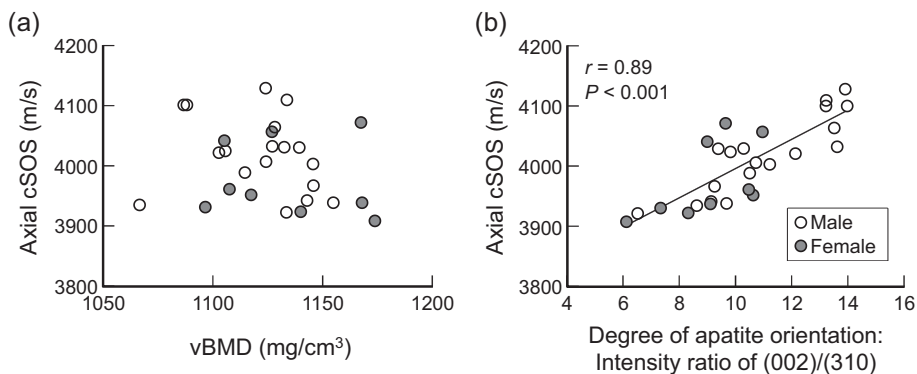 (a)
4200
4100
4000
3900
3800
Axial cSOS (m/s)
1050
1100
1150
1200
vBMD (mg/cm³)
(b)
r = 0.89
P < 0.001
4200
4100
4000
3900
3800
Axial cSOS (m/s)
Male
Female
4
6
8
10
12
14
16
Degree of apatite orientation:
Intensity ratio of (002)/(310)